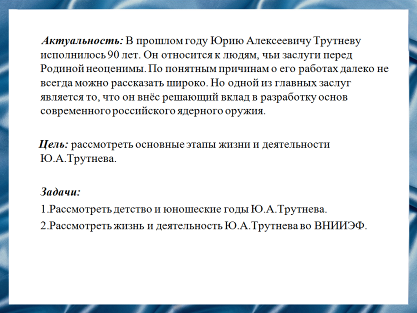 Актуальность: В прошлом году Юрию Алексеевичу Трутневу
исполнилось 90 лет. Он относится к людям, чьи заслуги перед
Родиной неоценимы. По понятным причинам о его работах далеко не
всегда можно рассказать широко. Но одной из главных заслуг
является то, что он внёс решающий вклад в разработку основ
современного российского ядерного оружия.
Цель: рассмотреть основные этапы жизни и деятельности
Ю.А.Трутнева.
Задачи:
1.Рассмотреть детство и юношеские годы Ю.А.Трутнева.
2.Рассмотреть жизнь и деятельность Ю.А.Трутнева во ВНИИЭФ.